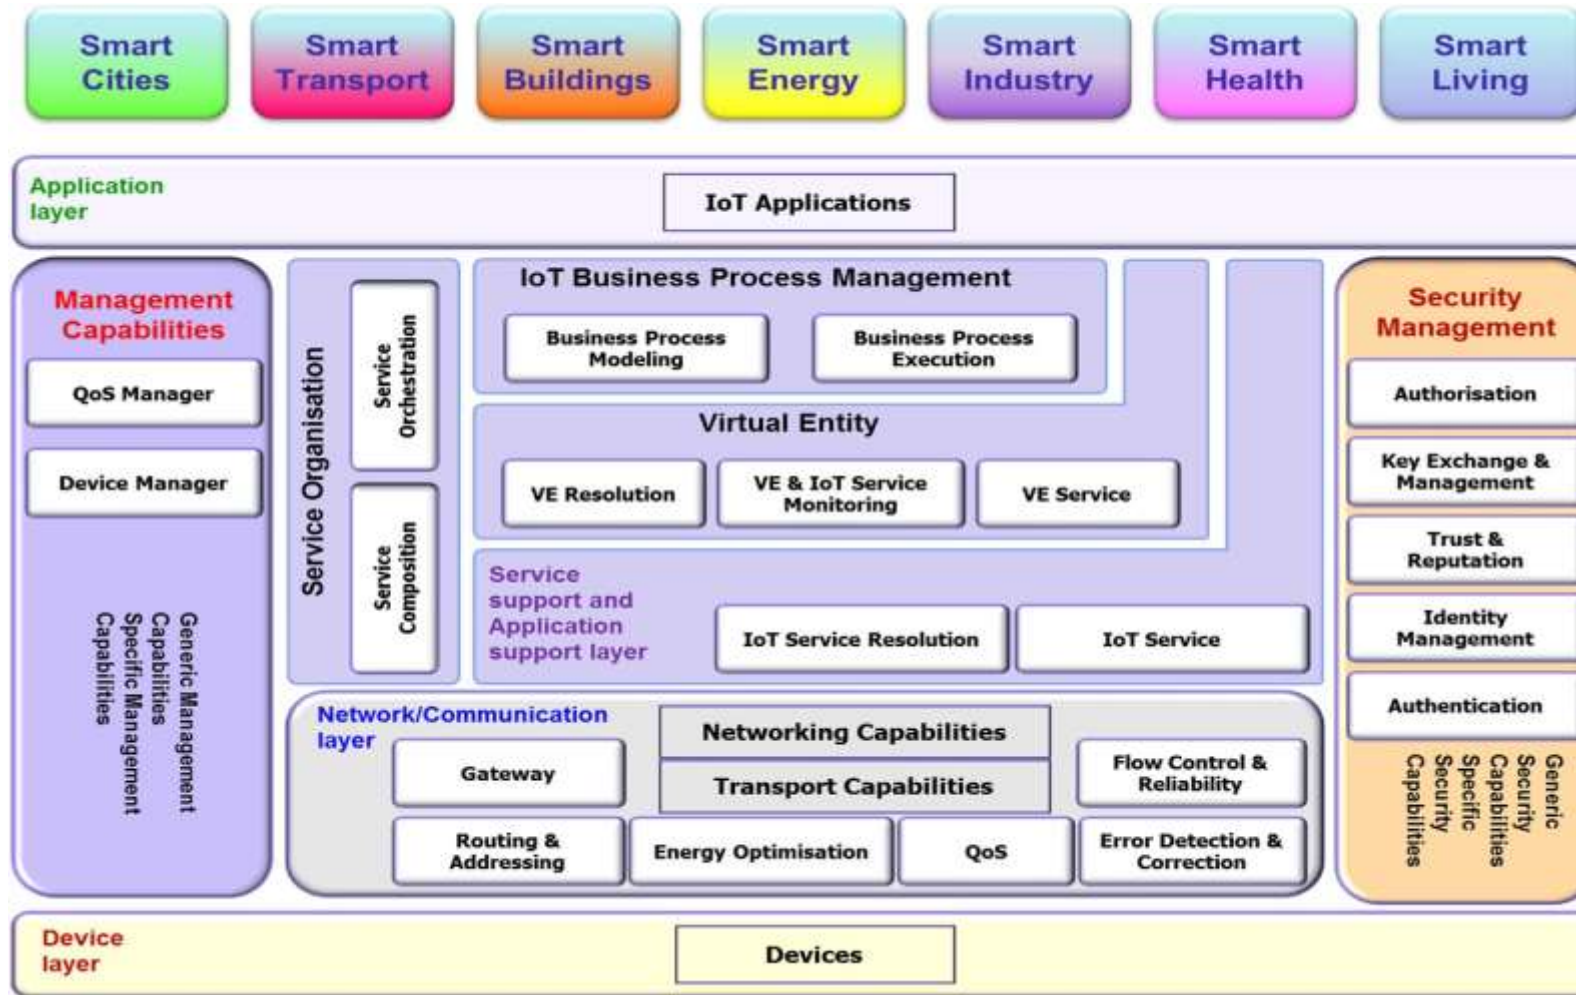 Smart
Cities
Smart
Transport
Smart
Buildings
Smart
Energy
Smart
Industry
Smart
Health
Smart
Living
Application
layer
IoT Applications
Management
Capabilities
QoS Manager
Device Manager
Generic Management
Capabilities
Specific Management
Capabilities
Service Organisation
Service
Orchestration
Service
Composition
IoT Business Process Management
Business Process
Modeling
Business Process
Execution
Virtual Entity
VE Resolution
VE & IoT Service
Monitoring
VE Service
Service
support and
Application
support layer
IoT Service Resolution
IoT Service
Network/Communication
layer
Networking Capabilities
Gateway
Transport Capabilities
Flow Control &
Reliability
Routing &
Addressing
Energy Optimisation
QoS
Error Detection &
Correction
Security
Management
Authorisation
Key Exchange &
Management
Trust &
Reputation
Identity
Management
Authentication
Generic
Security
Capabilities
Specific
Security
Capabilities
Device
layer
Devices